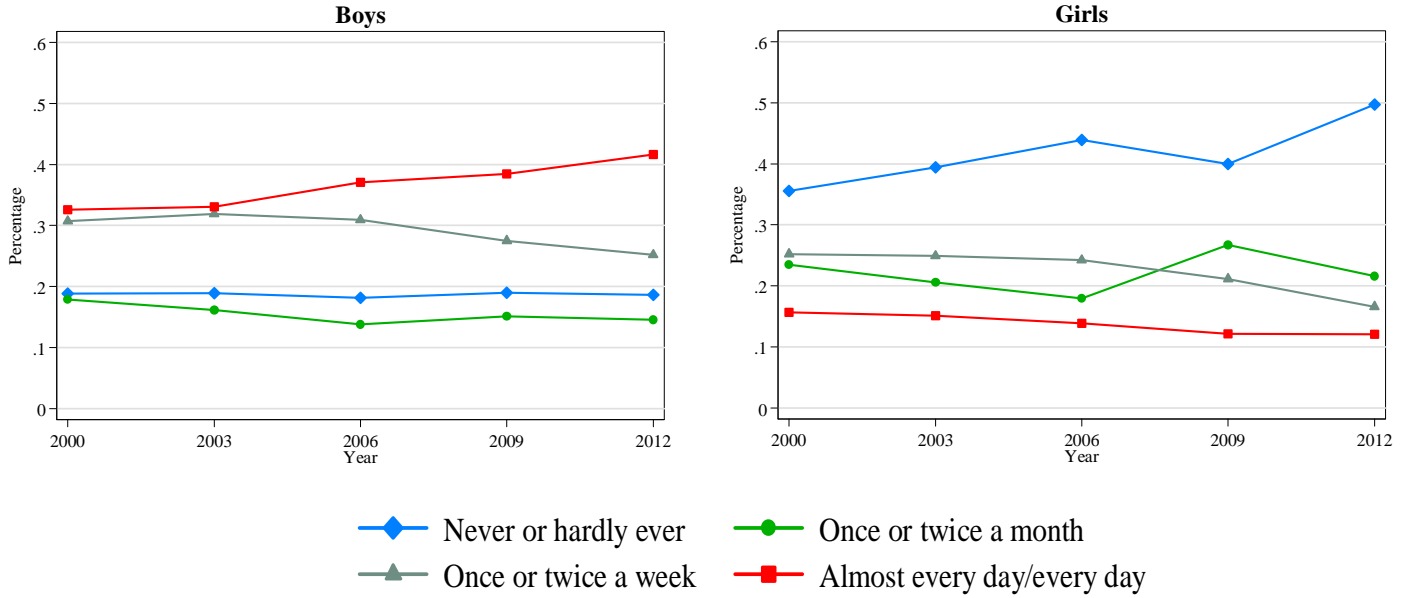 Boys
.6
.5
.4
.3
.2
.1
0
Percentage
2000 2003 2006 2009 2012
Year
Girls
.6
.5
.4
.3
.2
.1
0
Percentage
2000 2003 2006 2009 2012
Year
Never or hardly ever
Once or twice a month
Once or twice a week
Almost every day/every day